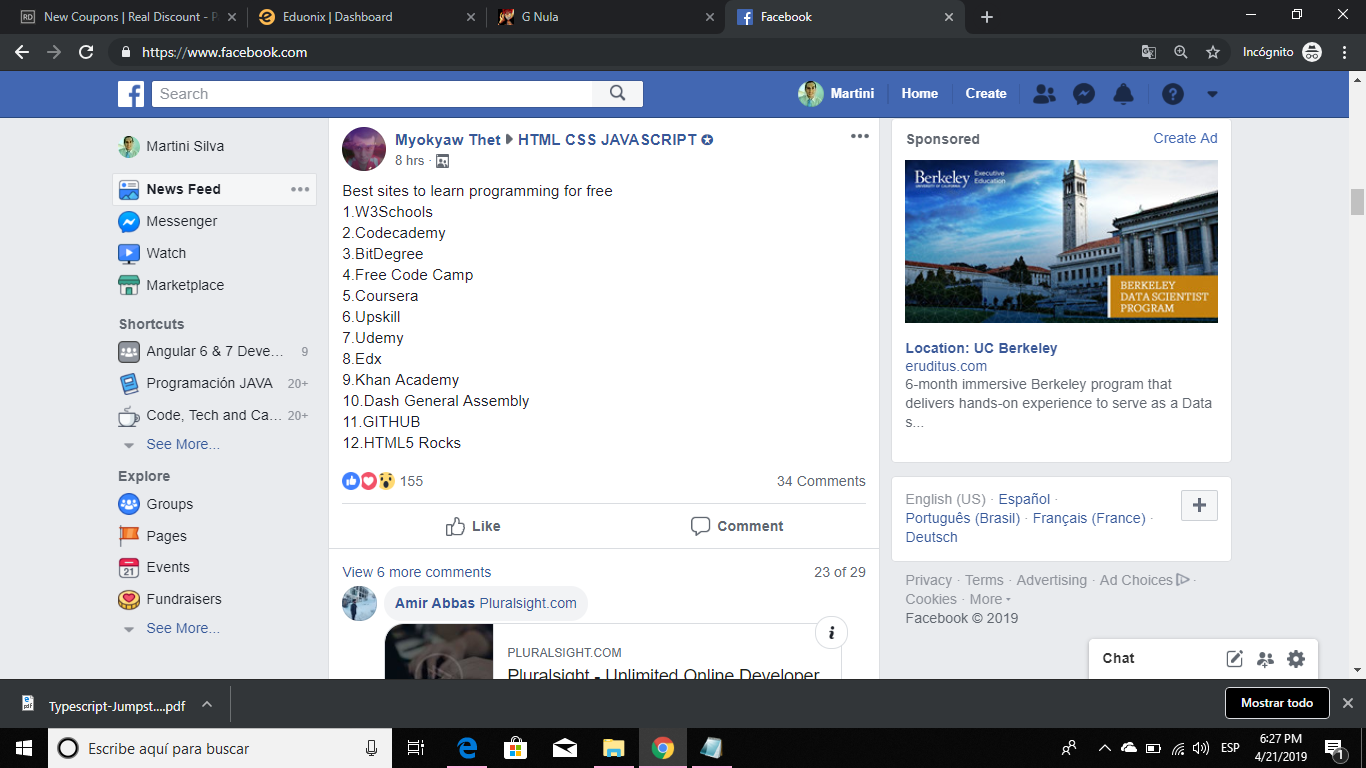 New Coupons | Real Discount - P
Eduonix | Dashboard
G Nula
Facebook
https://www.facebook.com
Incógnito
Search
Martini
Home
Create
Martini Silva
News Feed
Messenger
Watch
Marketplace
Shortcuts
Angular 6 & 7 Deve... 9
Programación JAVA 20+
Code, Tech and Ca... 20+
See More...
Explore
Groups
Pages
Events
Fundraisers
See More...
Myokyaw Thet HTML CSS JAVASCRIPT
8 hrs ·
Best sites to learn programming for free
1.W3Schools
2.Codecademy
3.BitDegree
4.Free Code Camp
5.Coursera
6.Upskill
7.Udemy
8.Edx
9.Khan Academy
10.Dash General Assembly
11.GITHUB
12.HTML5 Rocks
155
34 Comments
Like
Comment
View 6 more comments
23 of 29
Amir Abbas Pluralsight.com
PLURALSIGHT.COM
Pluralsight - Unlimited Online Developer
Sponsored
Create Ad
Berkeley Executive Education
UNIVERSITY OF CALIFORNIA
BERKELEY
DATA SCIENTIST
PROGRAM
Location: UC Berkeley
eruditus.com
6-month immersive Berkeley program that
delivers hands-on experience to serve as a Data
s...
English (US) · Español ·
Português (Brasil) · Français (France) ·
Deutsch
Privacy · Terms · Advertising · Ad Choices ·
Cookies · More
Facebook © 2019
Chat
Typescript-Jumpst....pdf
Mostrar todo
Escribe aquí para buscar
ESP
6:27 PM
4/21/2019
1